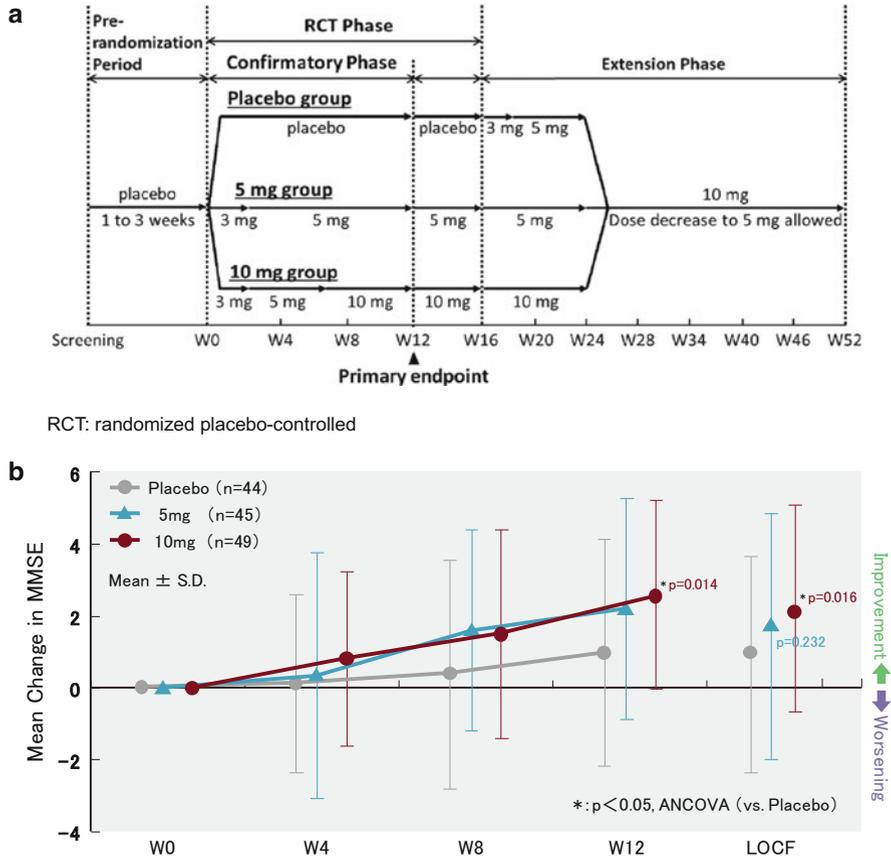 a
Pre-
randomization
Period
RCT Phase
Confirmatory Phase
Extension Phase
Placebo group
placebo
placebo
3 mg 5 mg
placebo
1 to 3 weeks
5 mg group
3 mg
5 mg
5 mg
5 mg
10 mg
Dose decrease to 5 mg allowed
10 mg group
3 mg
5 mg
10 mg
10 mg
10 mg
Screening W0 W4 W8 W12 W16 W20 W24 W28 W34 W40 W46 W52
▲
Primary endpoint
RCT: randomized placebo-controlled
b
Mean Change in MMSE
6
4
2
0
−2
−4
Placebo (n=44)
5mg (n=45)
10mg (n=49)
Mean ± S.D.
*p=0.014
*p=0.016
p=0.232
*: p<0.05, ANCOVA (vs. Placebo)
W0 W4 W8 W12 LOCF
Improvement
Worsening